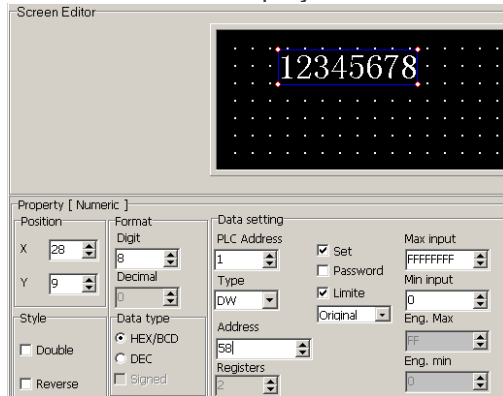 Screen Editor
12345678
Property [ Numeric ]
Position
X 28
Y 9
Style
Double
Reverse
Format
Digit
8
Decimal
0
Data type
HEX/BCD
DEC
Signed
Data setting
PLC Address
1
Type
DW
Address
58
Registers
2
Set
Password
Limite
Original
Max input
FFFFFFFF
Min input
0
Eng. Max
FF
Eng. min
0